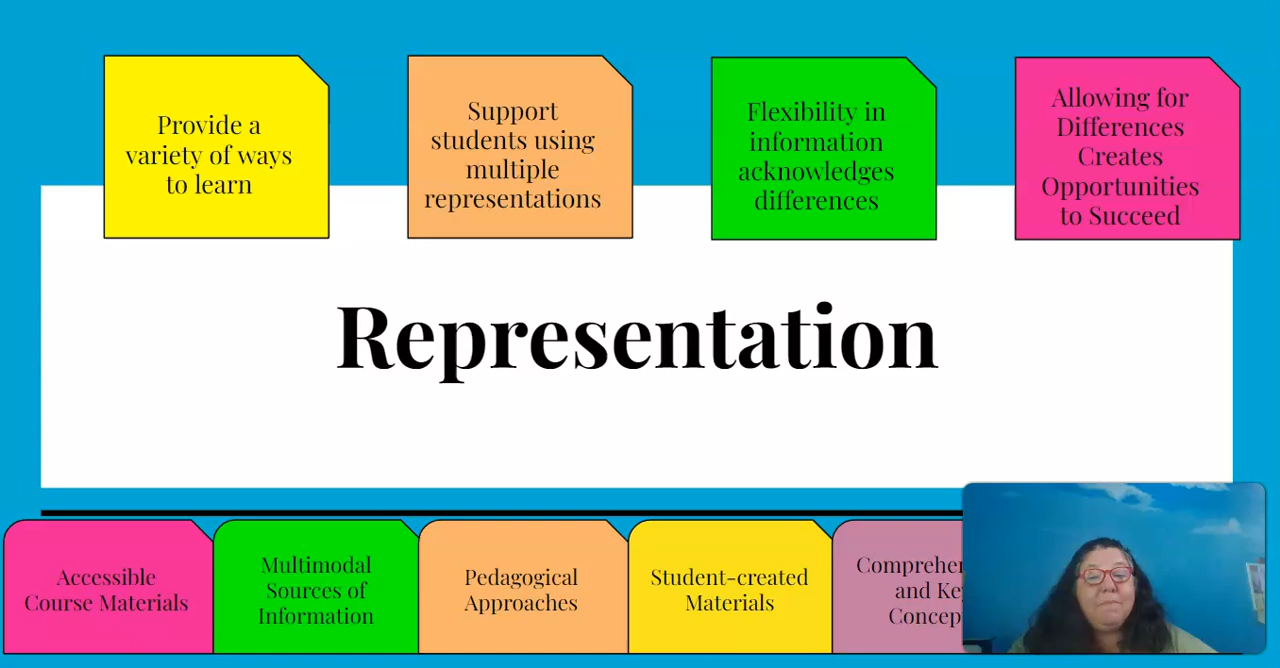 Provide a
variety of ways
to learn
Support
students using
multiple
representations
Flexibility in
information
acknowledges
differences
Allowing for
Differences
Creates
Opportunities
to Succeed
Representation
Accessible
Course Materials
Multimodal
Sources of
Information
Pedagogical
Approaches
Student-created
Materials
and